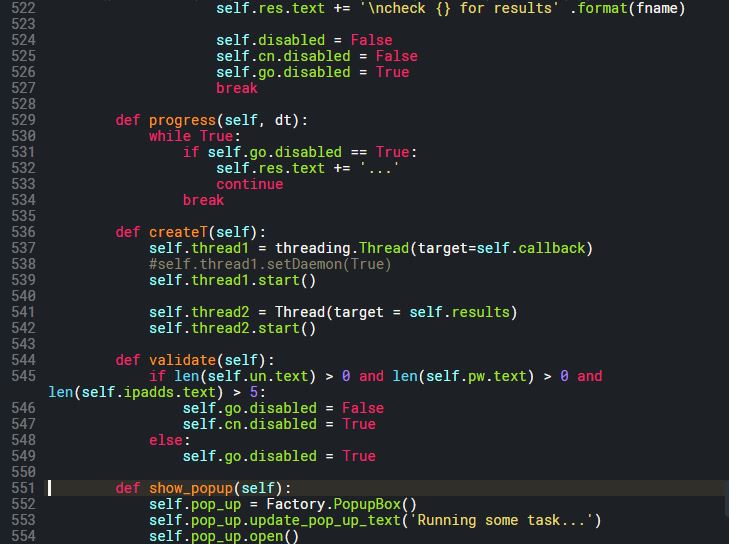 522                     self.res.text += '\ncheck {} for results' .format(fname)
523
524                     self.disabled = False
525                     self.cn.disabled = False
526                     self.go.disabled = True
527                     break
528
529         def progress(self, dt):
530             while True:
531                 if self.go.disabled == True:
532                     self.res.text += '...'
533                     continue
534                 break
535
536         def createT(self):
537             self.thread1 = threading.Thread(target=self.callback)
538             #self.thread1.setDaemon(True)
539             self.thread1.start()
540
541             self.thread2 = Thread(target = self.results)
542             self.thread2.start()
543
544         def validate(self):
545             if len(self.un.text) > 0 and len(self.pw.text) > 0 and
len(self.ipadds.text) > 5:
546                 self.go.disabled = False
547                 self.cn.disabled = True
548             else:
549                 self.go.disabled = True
550
551         def show_popup(self):
552             self.pop_up = Factory.PopupBox()
553             self.pop_up.update_pop_up_text('Running some task...')
554             self.pop_up.open()